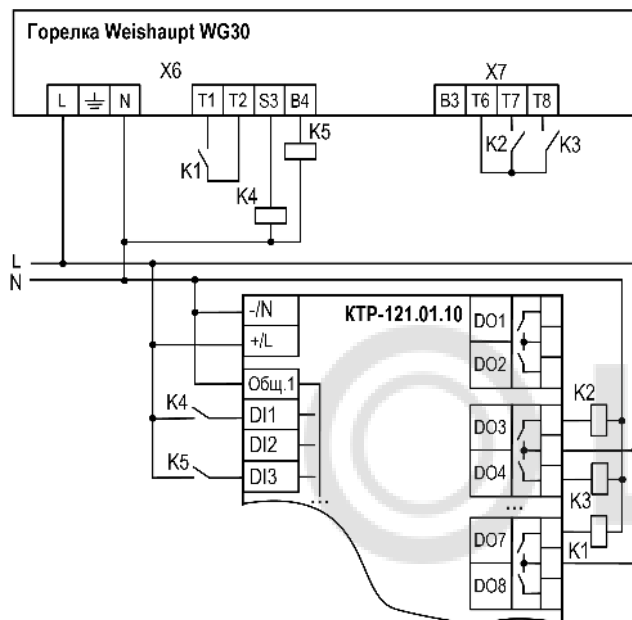 Горелка Weishaupt WG30
X6
X7
L
N
T1
T2
S3
B4
B3
T6
T7
T8
K5
K1
K2
K3
K4
L
N
-/N
КТР-121.01.10
DO1
+/L
DO2
Общ.1
K2
K4
DI1
DO3
DI2
K5
DI3
DO4
K3
...
...
DO7
K1
DO8